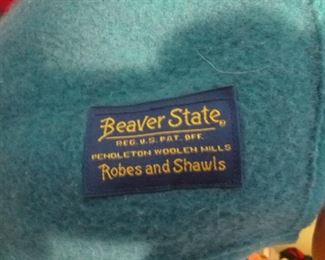 Beaver State®
REG. U.S. PAT. OFF.
PENDLETON WOOLEN MILLS
Robes and Shawls